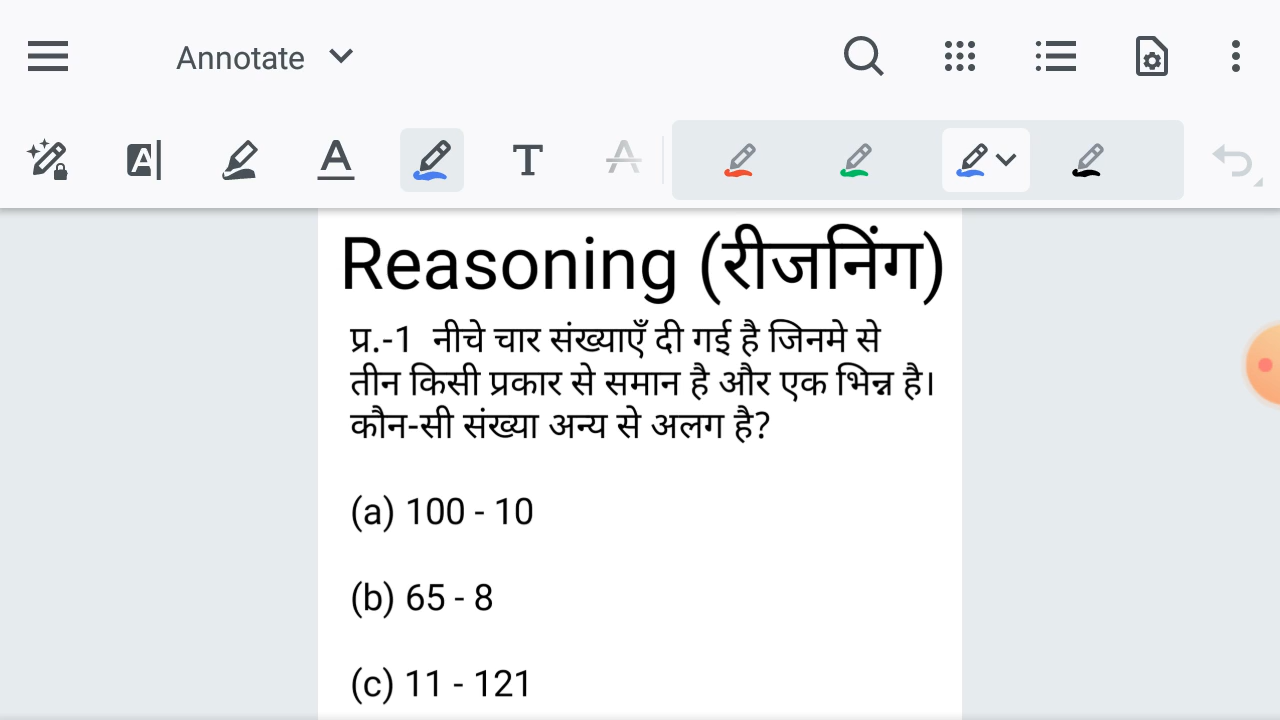 Annotate
Reasoning (रीजनिंग)
प्र.-1 नीचे चार संख्याएँ दी गई है जिनमे से
तीन किसी प्रकार से समान है और एक भिन्न है।
कौन-सी संख्या अन्य से अलग है?
(a) 100 - 10
(b) 65 - 8
(c) 11 - 121